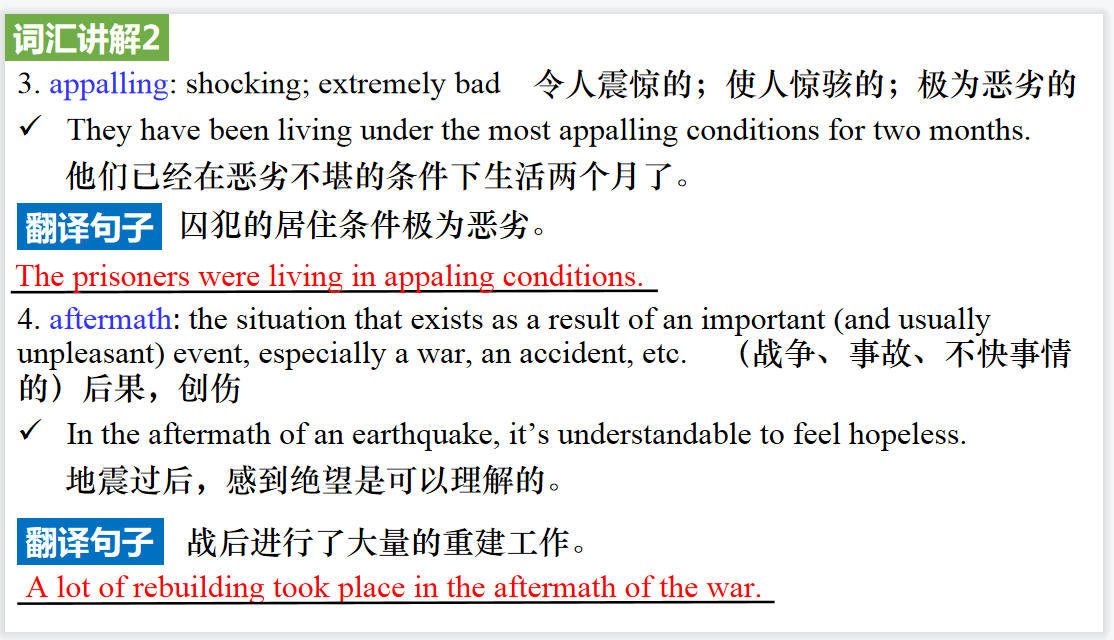 词汇讲解2
3. appalling: shocking; extremely bad 令人震惊的；使人惊骇的；极为恶劣的
✓ They have been living under the most appalling conditions for two months.
他们已经在恶劣不堪的条件下生活两个月了。
翻译句子 囚犯的居住条件极为恶劣。
The prisoners were living in appaling conditions.
4. aftermath: the situation that exists as a result of an important (and usually
unpleasant) event, especially a war, an accident, etc. （战争、事故、不快事情
的）后果，创伤
✓ In the aftermath of an earthquake, it’s understandable to feel hopeless.
地震过后，感到绝望是可以理解的。
翻译句子 战后进行了大量的重建工作。
A lot of rebuilding took place in the aftermath of the war.